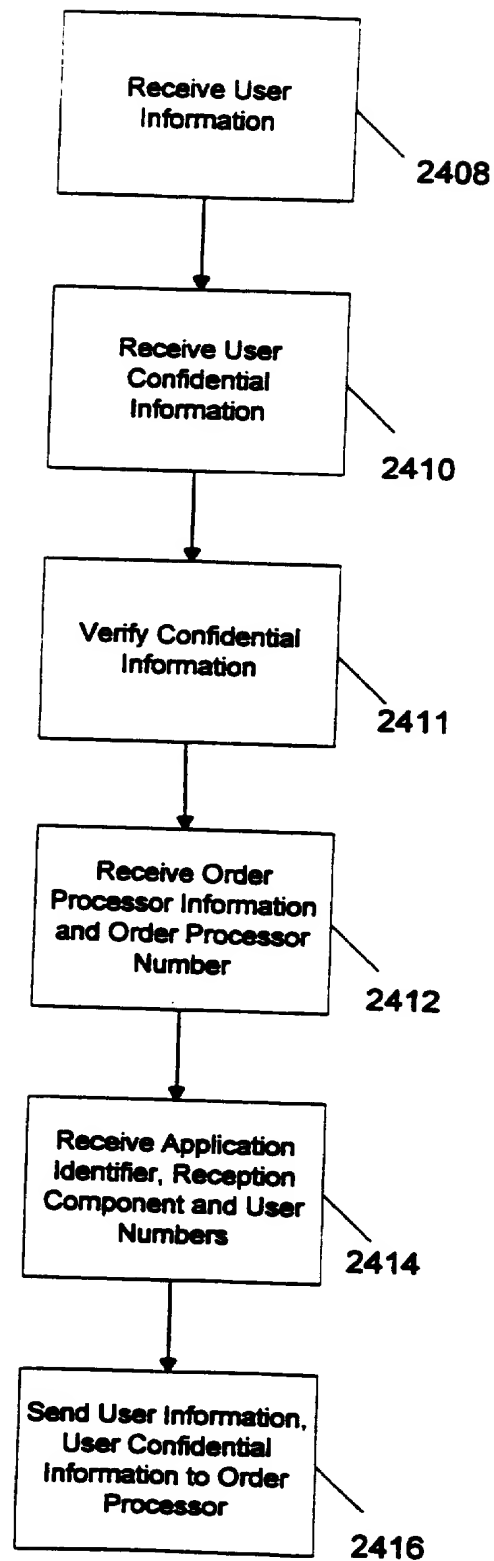 Receive User
Information
2408
Receive User
Confidential
Information
2410
Verify Confidential
Information
2411
Receive Order
Processor Information
and Order Processor
Number
2412
Receive Application
Identifier, Reception
Component and User
Numbers
2414
Send User Information,
User Confidential
Information to Order
Processor
2416